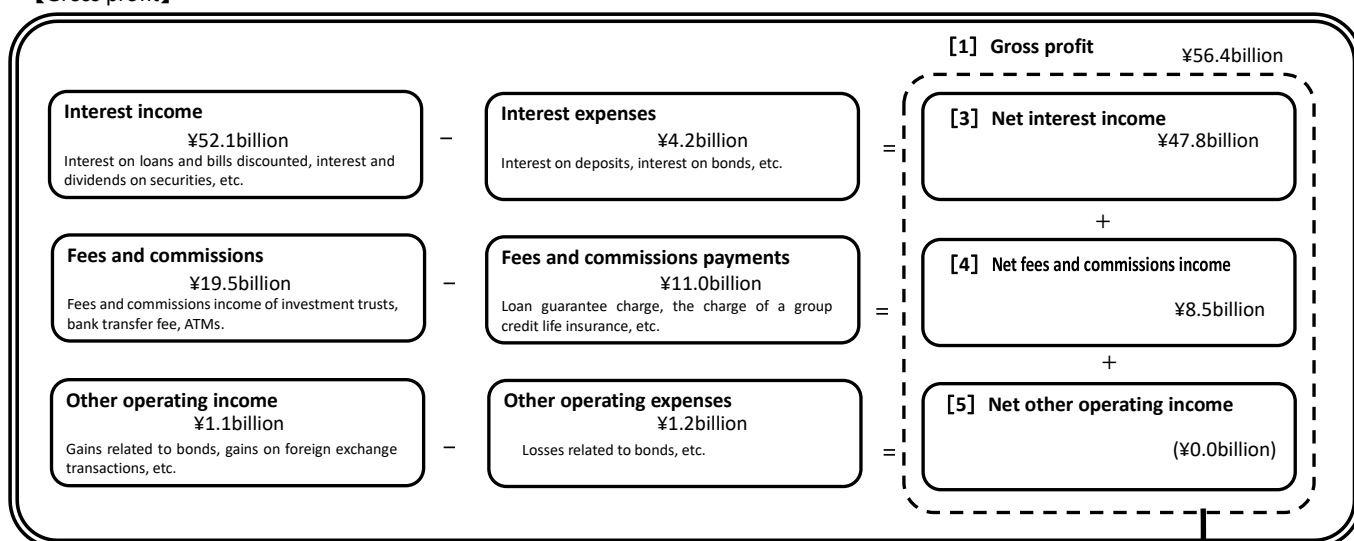 【Gross profit】
[1] Gross profit ¥56.4billion
Interest income
¥52.1billion
Interest on loans and bills discounted, interest and
dividends on securities, etc.
−
Interest expenses
¥4.2billion
Interest on deposits, interest on bonds, etc.
=
[3] Net interest income
¥47.8billion
+
Fees and commissions
¥19.5billion
Fees and commissions income of investment trusts,
bank transfer fee, ATMs.
−
Fees and commissions payments
¥11.0billion
Loan guarantee charge, the charge of a group
credit life insurance, etc.
=
[4] Net fees and commissions income
¥8.5billion
+
Other operating income
¥1.1billion
Gains related to bonds, gains on foreign exchange
transactions, etc.
−
Other operating expenses
¥1.2billion
Losses related to bonds, etc.
=
[5] Net other operating income
(¥0.0billion)